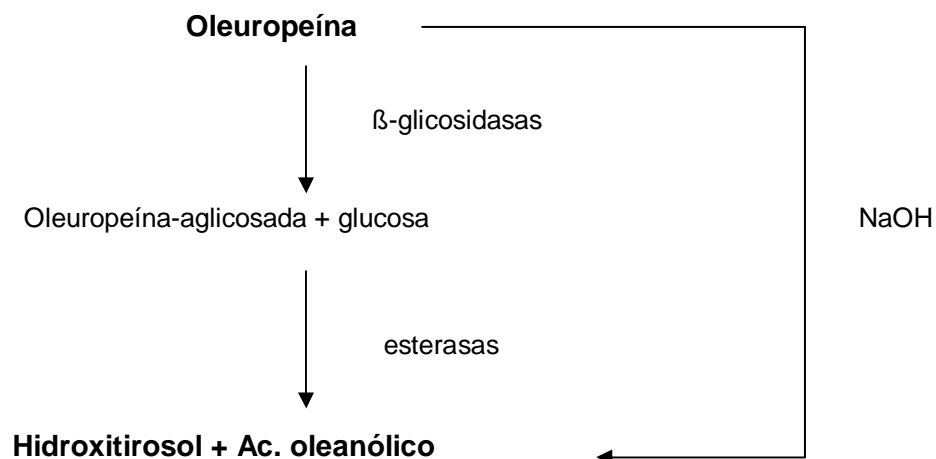 Oleuropeína
ß-glicosidasas
Oleuropeína-aglicosada + glucosa
NaOH
esterasas
Hidroxitirosol + Ac. oleanólico